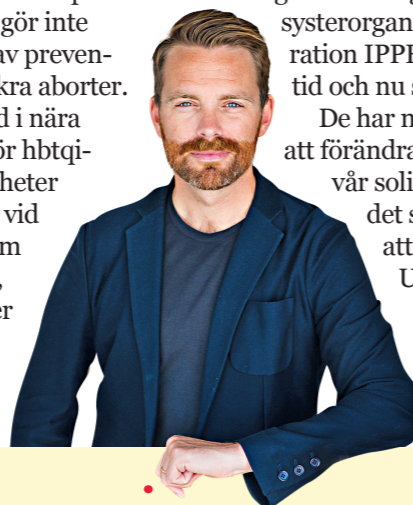 gör inte
av preven-
kra aborter.
d i nära
ör hbtqi-
heter
vid
m
er
systerorgan
ration IPPF
tid och nu s
De har n
att förändra
vår soli
det s
att
U